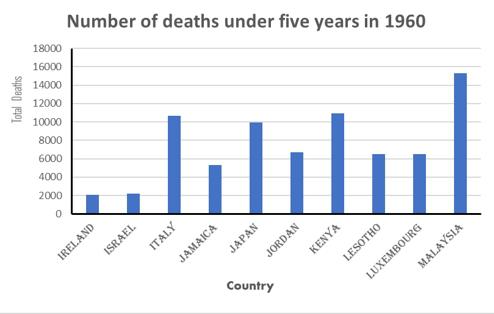 Number of deaths under five years in 1960
Total Deaths
18000
16000
14000
12000
10000
8000
6000
4000
2000
0
IRELAND
ISRAEL
ITALY
JAMAICA
JAPAN
JORDAN
KENYA
LESOTHO
LUXEMBOURG
MALAYSIA
Country